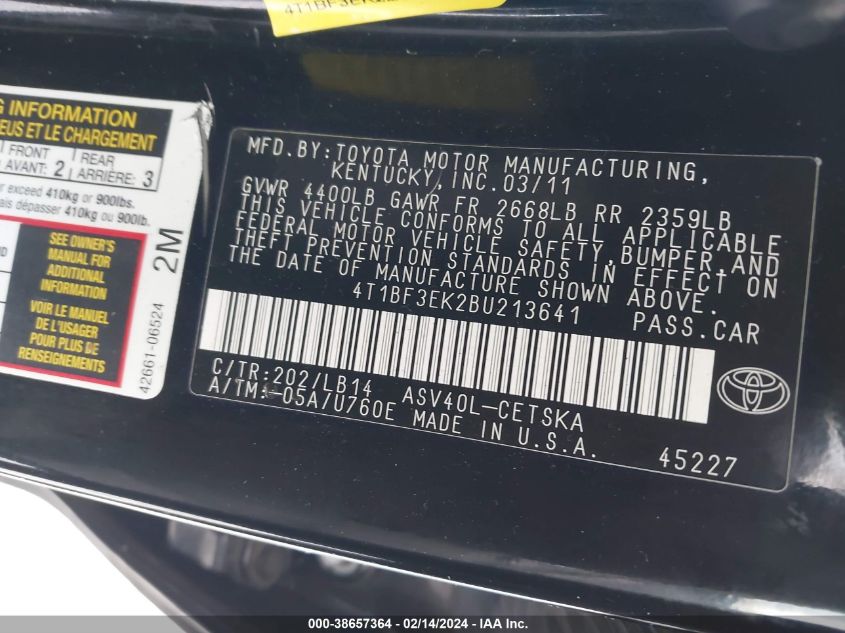 G INFORMATION
EUS ET LE CHARGEMENT
FRONT
AVANT: 2
REAR
ARRIÈRE: 3
exceed 410kg or 900lbs.
dépasser 410kg ou 900lb.
SEE OWNER'S
MANUAL FOR
ADDITIONAL
INFORMATION
VOIR LE MANUEL
DE L'USAGER
POUR PLUS DE
RENSEIGNEMENTS
2M
42661-06524
MFD.BY:TOYOTA MOTOR MANUFACTURING,
KENTUCKY,INC.03/11
GVWR 4400LB GAWR FR 2668LB RR 2359LB
THIS VEHICLE CONFORMS TO ALL APPLICABLE
FEDERAL MOTOR VEHICLE SAFETY,BUMPER,AND
THEFT PREVENTION STANDARDS IN EFFECT ON
THE DATE OF MANUFACTURE SHOWN ABOVE.
4T1BF3EK2BU213641 PASS.CAR
C/TR:202/LB14 ASV40L-CETSKA
A/TM:-05A/U760E MADE IN U.S.A.
45227
000-38657364 - 02/14/2024 - IAA Inc.